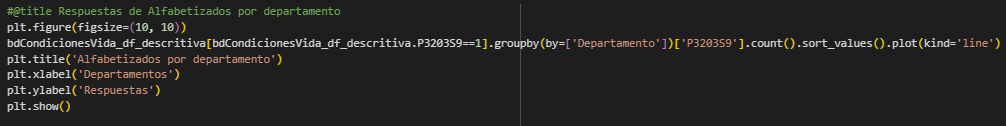 #@title Respuestas de Alfabetizados por departamento
plt.figure(figsize=(10, 10))
bdCondicionesVida_df_descritiva[bdCondicionesVida_df_descritiva.P3203S9==1].groupby(by=['Departamento'])['P3203S9'].count().sort_values().plot(kind='line')
plt.title('Alfabetizados por departamento')
plt.xlabel('Departamentos')
plt.ylabel('Respuestas')
plt.show()